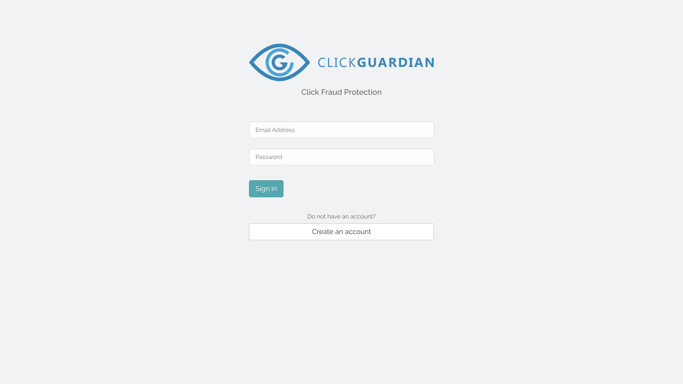 CLICKGUARDIAN
Click Fraud Protection
Email Address
Password
Sign in
Do not have an account?
Create an account